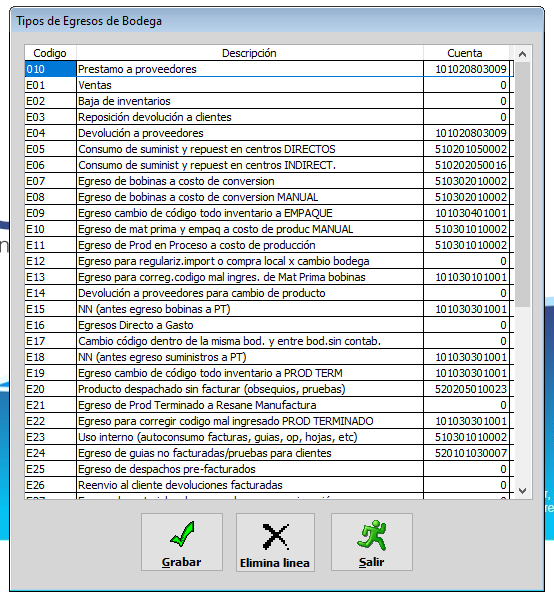 Tipos de Egresos de Bodega
Codigo Descripción Cuenta
010 Prestamo a proveedores 101020803009
E01 Ventas 0
E02 Baja de inventarios 0
E03 Reposición devolución a clientes 0
E04 Devolución a proveedores 101020803009
E05 Consumo de suminist y repuest en centros DIRECTOS 510201050002
E06 Consumo de suminist y repuest en centros INDIRECT. 510202050016
E07 Egreso de bobinas a costo de conversion 510302010002
E08 Egreso de bobinas a costo de conversion MANUAL 510302010002
E09 Egreso cambio de código todo inventario a EMPAQUE 101030401001
E10 Egreso de mat prima y empaq a costo de produc MANUAL 510301010002
E11 Egreso de Prod en Proceso a costo de producción 510301010002
E12 Egreso para regulariz.import o compra local x cambio bodega 0
E13 Egreso para correg.codigo mal ingres. de Mat Prima bobinas 101030101001
E14 Devolución a proveedores para cambio de producto 0
E15 NN (antes egreso bobinas a PT) 101030301001
E16 Egresos Directo a Gasto 0
E17 Cambio código dentro de la misma bod. y entre bod.sin contab. 0
E18 NN (antes egreso suministros a PT) 101030301001
E19 Egreso cambio de código todo inventario a PROD TERM 101030301001
E20 Producto despachado sin facturar (obsequios, pruebas) 520205010023
E21 Egreso de Prod Terminado a Resane Manufactura 0
E22 Egreso para corregir codigo mal ingresado PROD TERMINADO 101030301001
E23 Uso interno (autoconsumo facturas, guias, op, hojas, etc) 510301010002
E24 Egreso de guias no facturadas/pruebas para clientes 520101030007
E25 Egreso de despachos pre-facturados 0
E26 Reenvio al cliente devoluciones facturadas 0
Grabar Elimina linea Salir